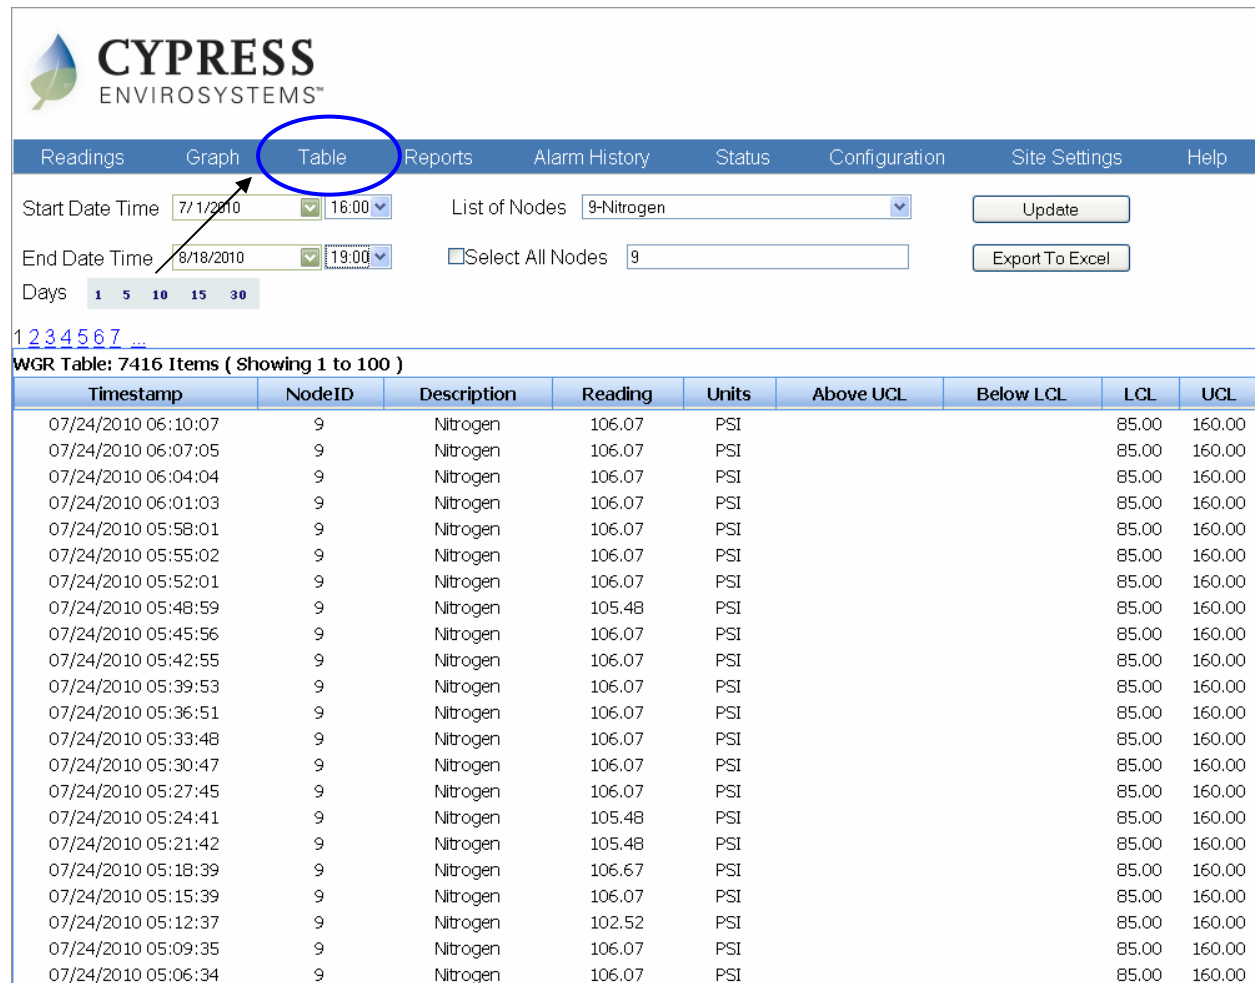 CYPRESS
ENVIROSYSTEMS™
Readings Graph Table Reports Alarm History Status Configuration Site Settings Help
Start Date Time 7/ 1/2010 16:00 List of Nodes 9-Nitrogen Update
End Date Time 8/18/2010 19:00 Select All Nodes 9 Export To Excel
Days 1 5 10 15 30
1 2 3 4 5 6 7 ...
WGR Table: 7416 Items ( Showing 1 to 100 )
Timestamp NodeID Description Reading Units Above UCL Below LCL LCL UCL
07/24/2010 06:10:07 9 Nitrogen 106.07 PSI 85.00 160.00
07/24/2010 06:07:05 9 Nitrogen 106.07 PSI 85.00 160.00
07/24/2010 06:04:04 9 Nitrogen 106.07 PSI 85.00 160.00
07/24/2010 06:01:03 9 Nitrogen 106.07 PSI 85.00 160.00
07/24/2010 05:58:01 9 Nitrogen 106.07 PSI 85.00 160.00
07/24/2010 05:55:02 9 Nitrogen 106.07 PSI 85.00 160.00
07/24/2010 05:52:01 9 Nitrogen 106.07 PSI 85.00 160.00
07/24/2010 05:48:59 9 Nitrogen 105.48 PSI 85.00 160.00
07/24/2010 05:45:56 9 Nitrogen 106.07 PSI 85.00 160.00
07/24/2010 05:42:55 9 Nitrogen 106.07 PSI 85.00 160.00
07/24/2010 05:39:53 9 Nitrogen 106.07 PSI 85.00 160.00
07/24/2010 05:36:51 9 Nitrogen 106.07 PSI 85.00 160.00
07/24/2010 05:33:48 9 Nitrogen 106.07 PSI 85.00 160.00
07/24/2010 05:30:47 9 Nitrogen 106.07 PSI 85.00 160.00
07/24/2010 05:27:45 9 Nitrogen 106.07 PSI 85.00 160.00
07/24/2010 05:24:41 9 Nitrogen 105.48 PSI 85.00 160.00
07/24/2010 05:21:42 9 Nitrogen 105.48 PSI 85.00 160.00
07/24/2010 05:18:39 9 Nitrogen 106.67 PSI 85.00 160.00
07/24/2010 05:15:39 9 Nitrogen 106.07 PSI 85.00 160.00
07/24/2010 05:12:37 9 Nitrogen 102.52 PSI 85.00 160.00
07/24/2010 05:09:35 9 Nitrogen 106.07 PSI 85.00 160.00
07/24/2010 05:06:34 9 Nitrogen 106.07 PSI 85.00 160.00